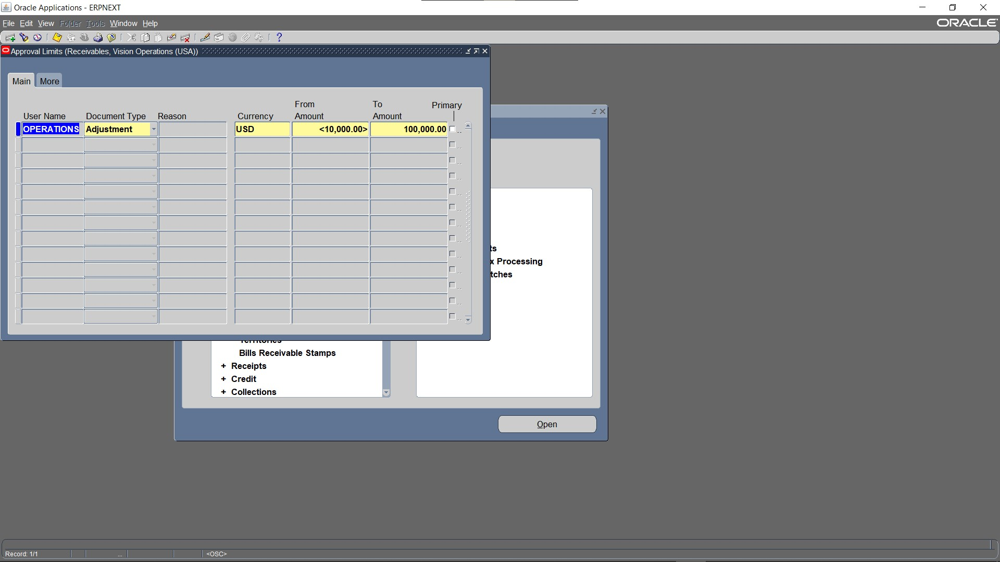 Oracle Applications - ERPNEXT
File Edit View Folder Tools Window Help
ORACLE
Approval Limits (Receivables, Vision Operations (USA))
Main More
From To Primary
User Name Document Type Reason Currency Amount Amount
OPERATIONS Adjustment USD <10,000.00> 100,000.00
ts
x Processing
tches
Territories
Bills Receivable Stamps
+ Receipts
+ Credit
+ Collections
Open
Record: 1/1 ... <OSC>